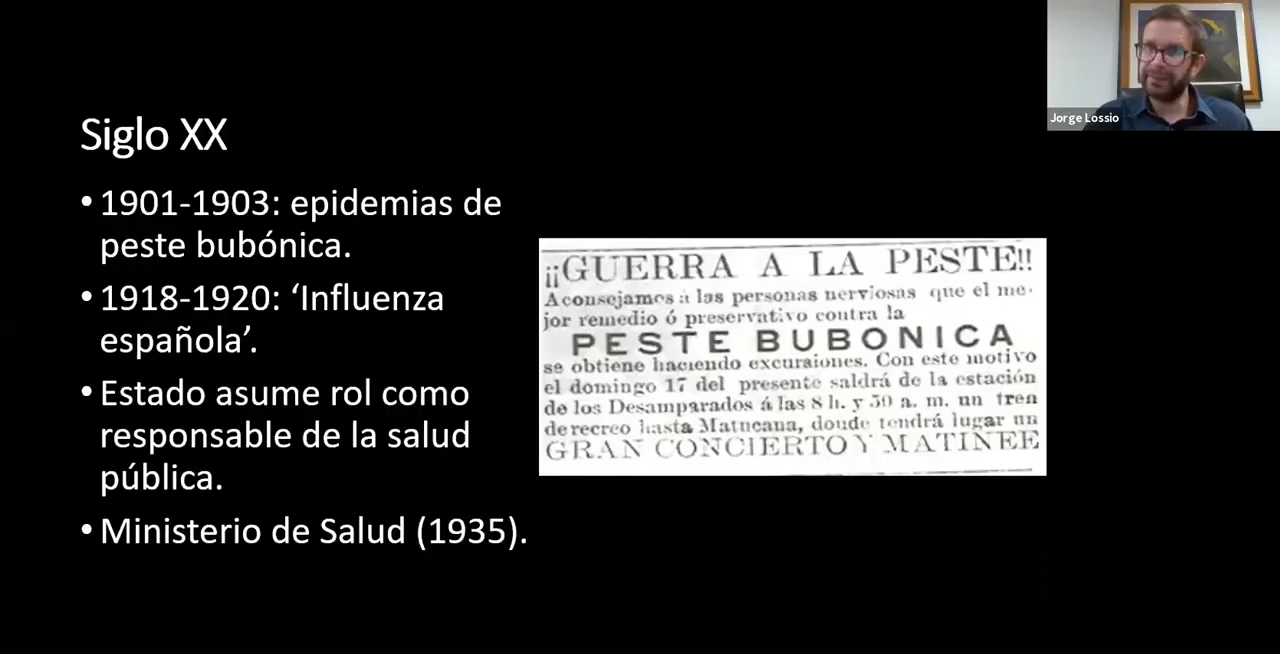 Jorge Lossio
Siglo XX
• 1901-1903: epidemias de
peste bubónica.
• 1918-1920: ‘Influenza
española’.
• Estado asume rol como
responsable de la salud
pública.
• Ministerio de Salud (1935).
¡¡GUERRA A LA PESTE!!
Aconsejamos á las personas nerviosas que el me-
jor remedio ó preservativo contra la
PESTE BUBONICA
se obtiene haciendo excursiones. Con este motivo
el domingo 17 del presente saldrá de la estación
de los Desamparados á las 8 h. y 30 a. m. un tren
de recreo hasta Matucana, donde tendrá lugar un
GRAN CONCIERTO Y MATINEE